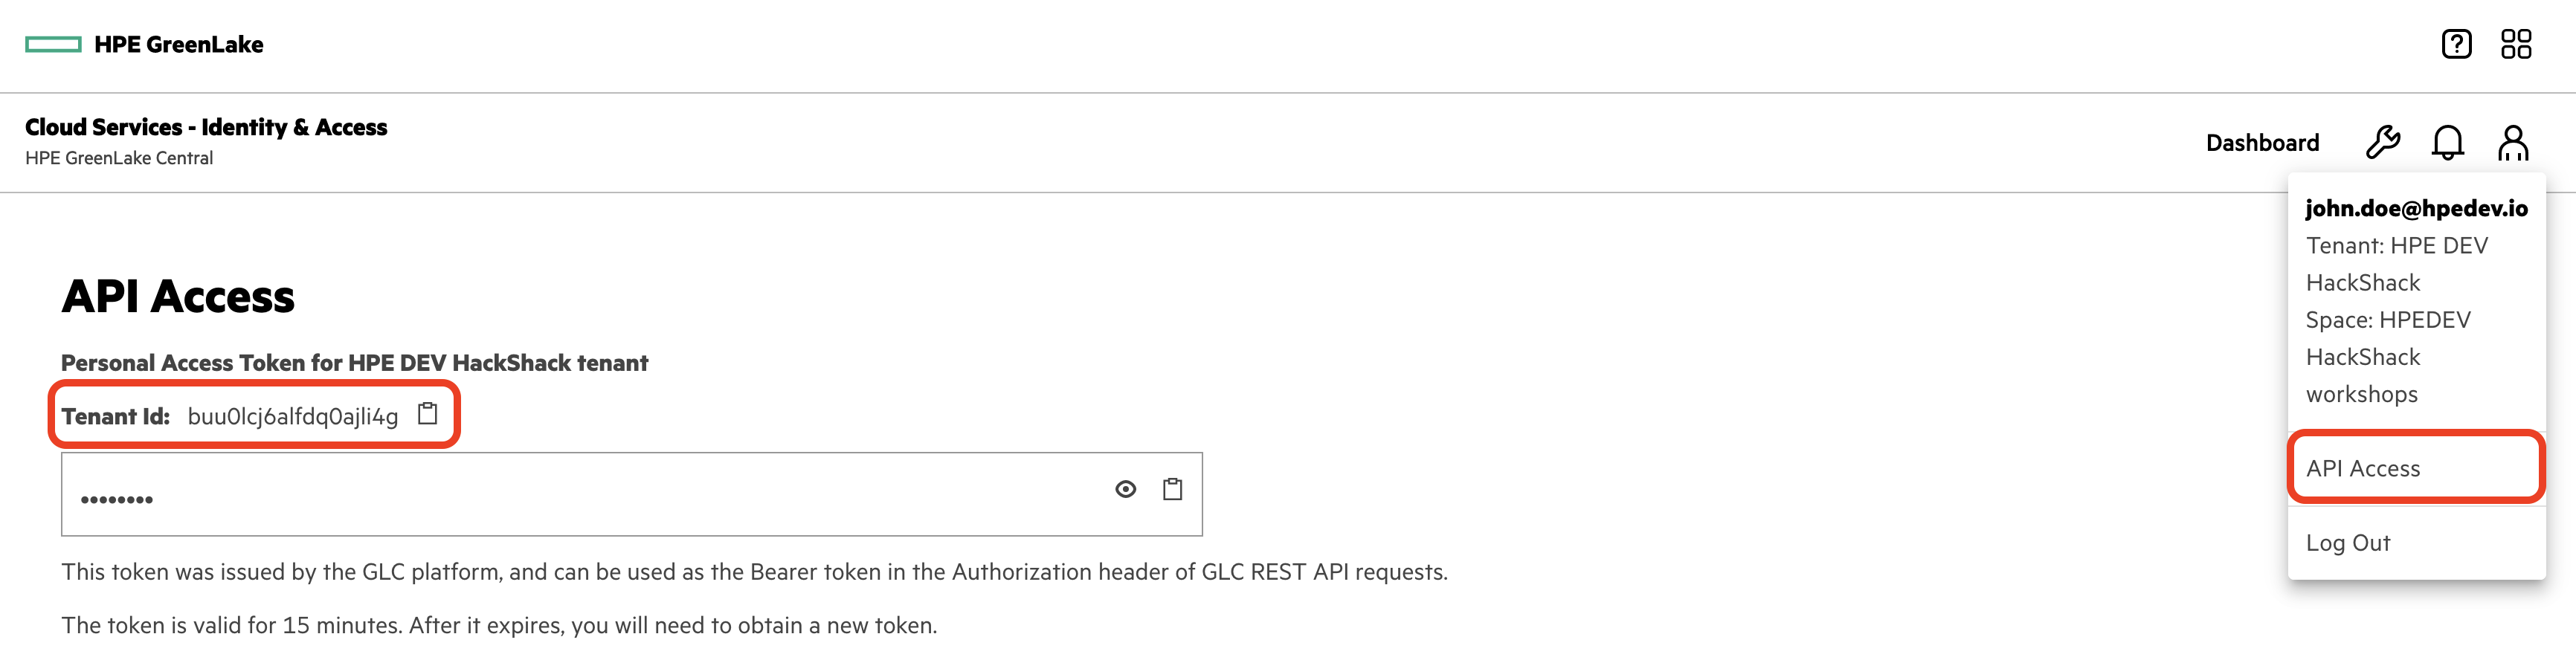 HPE GreenLake
Cloud Services - Identity & Access
HPE GreenLake Central
Dashboard
john.doe@hpedev.io
Tenant: HPE DEV
HackShack
Space: HPEDEV
HackShack
workshops
API Access
Log Out
API Access
Personal Access Token for HPE DEV HackShack tenant
Tenant Id: buu0lcj6alfdq0ajli4g
••••••••
This token was issued by the GLC platform, and can be used as the Bearer token in the Authorization header of GLC REST API requests.
The token is valid for 15 minutes. After it expires, you will need to obtain a new token.